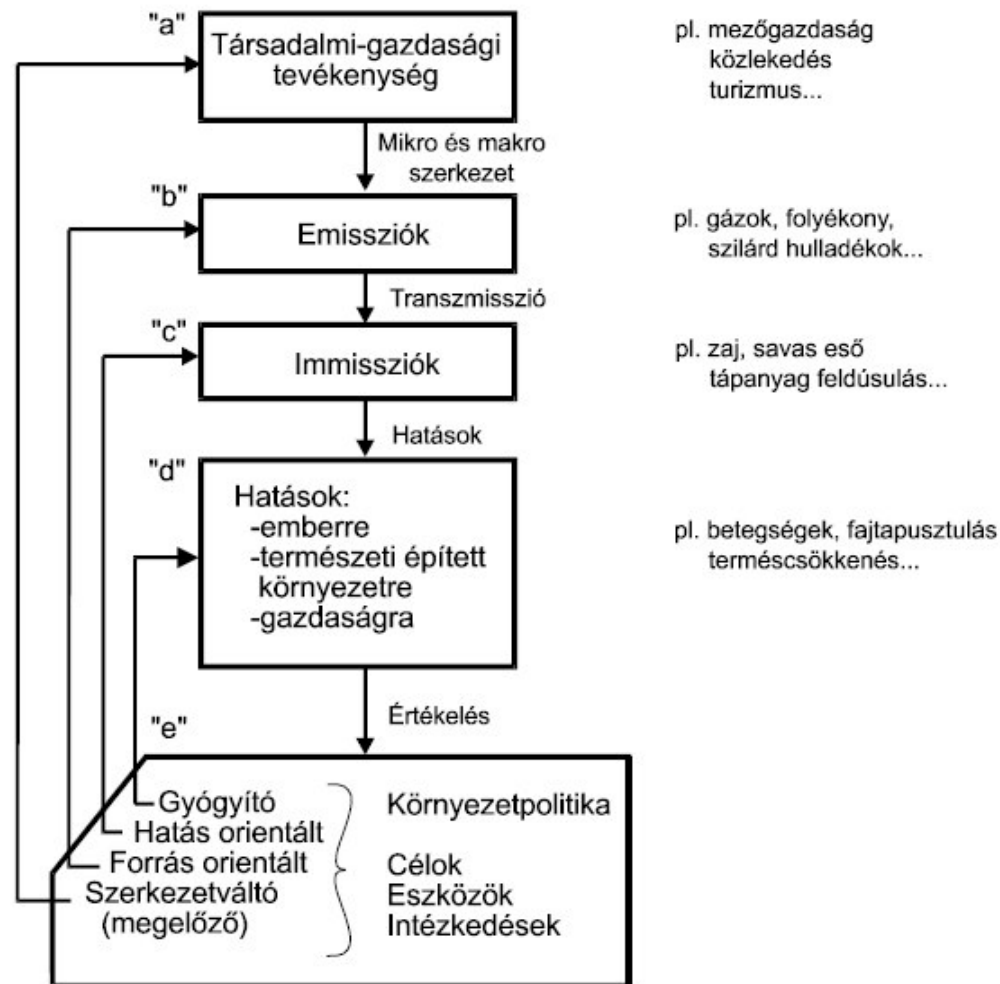 "a"
Társadalmi-gazdasági
tevékenység
pl. mezőgazdaság
közlekedés
turizmus...
Mikro és makro
szerkezet
"b"
Emissziók
pl. gázok, folyékony,
szilárd hulladékok...
Transzmisszió
"c"
Immissziók
pl. zaj, savas eső
tápanyag feldúsulás...
Hatások
"d"
Hatások:
-emberre
-természeti épített
környezetre
-gazdaságra
pl. betegségek, fajtapusztulás
terméscsökkenés...
Értékelés
"e"
Gyógyító
Hatás orientált
Forrás orientált
Szerkezetváltó
(megelőző)
Környezetpolitika
Célok
Eszközök
Intézkedések